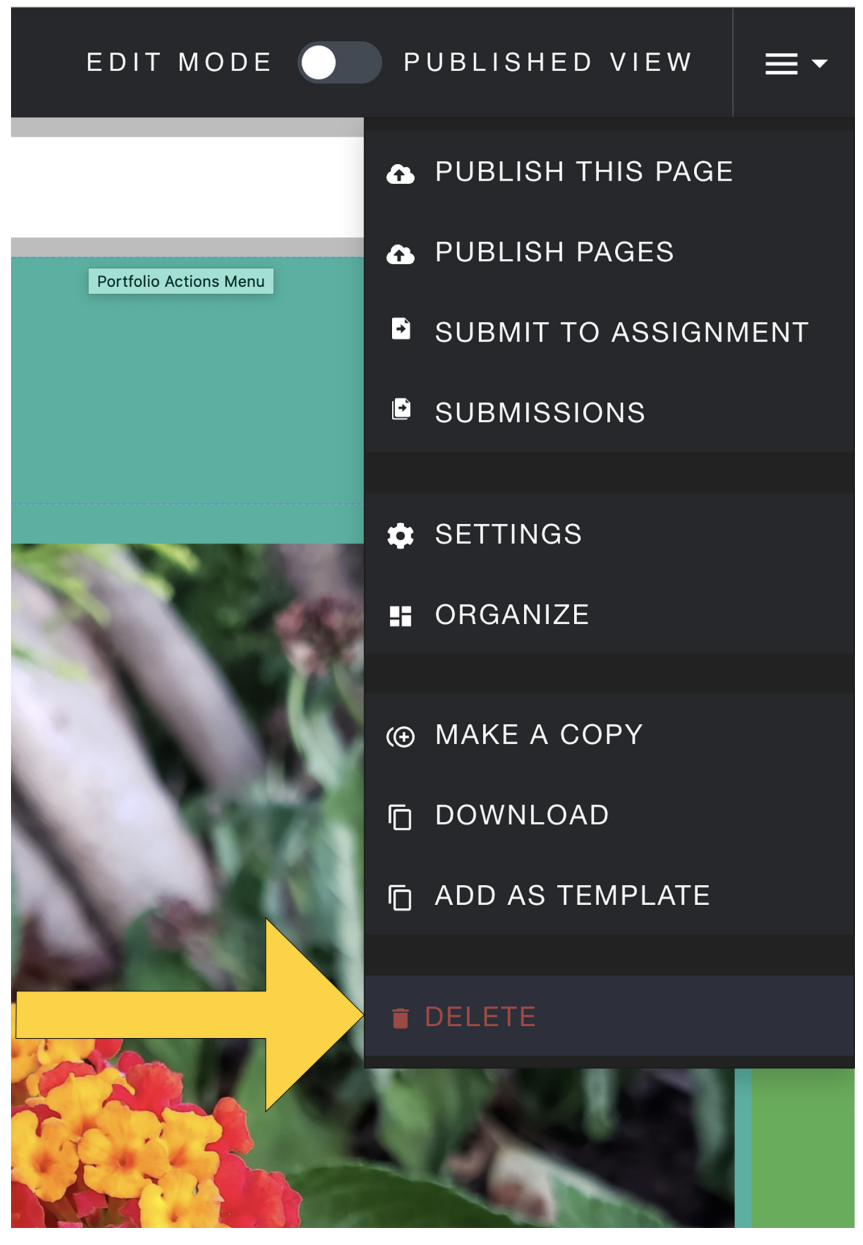 EDIT MODE PUBLISHED VIEW
PUBLISH THIS PAGE
PUBLISH PAGES
Portfolio Actions Menu
SUBMIT TO ASSIGNMENT
SUBMISSIONS
SETTINGS
ORGANIZE
MAKE A COPY
DOWNLOAD
ADD AS TEMPLATE
DELETE